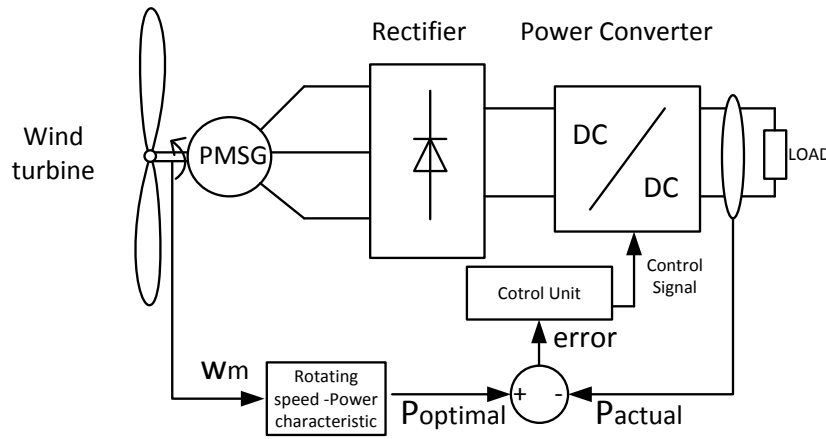 Rectifier
Power Converter
Wind
turbine
PMSG
DC
DC
LOAD
Control
Signal
Cotrol Unit
error
wm
Rotating
speed -Power
characteristic
Poptimal
+
-
Pactual